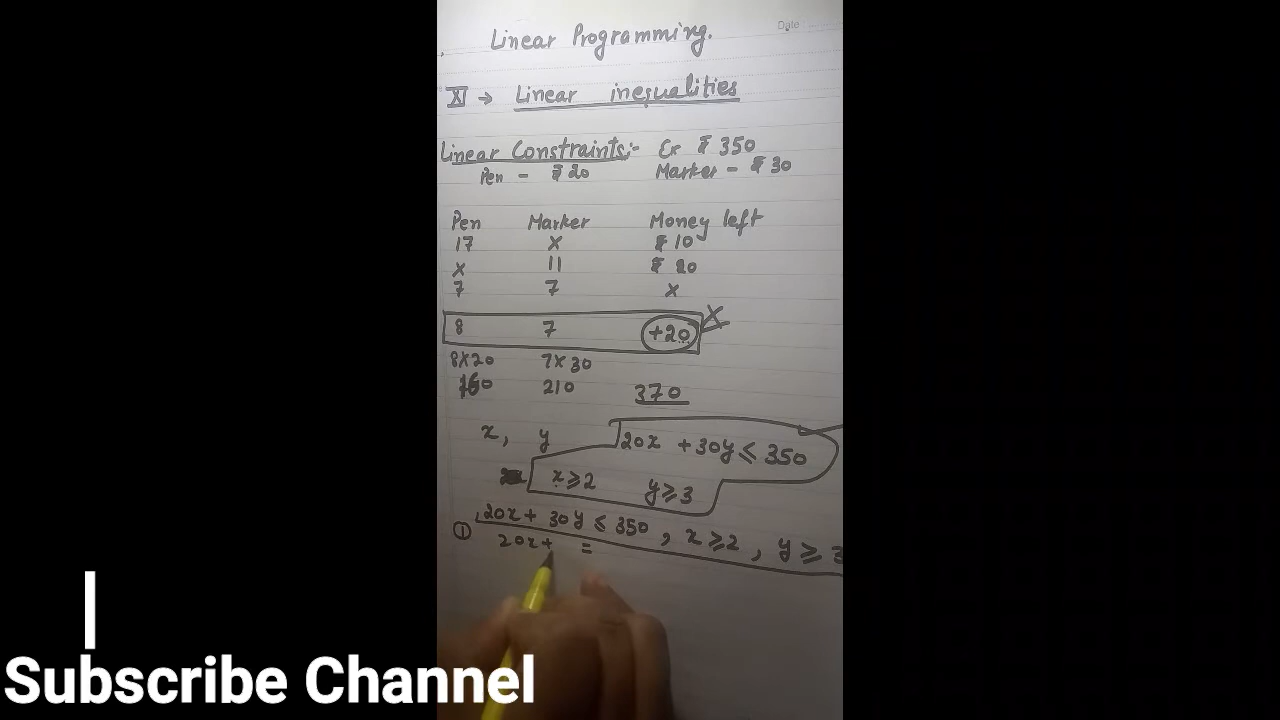 Date
Linear Programming.
XI → Linear inequalities
Linear Constraints:- Ex ₹ 350
Pen - ₹ 20 Marker - ₹ 30
Pen Marker Money left
17 X ₹ 10
X 11 ₹ 20
7 7 X
8 7 +20 X
8X20 7X30
160 210 370
x, y 20x + 30y ≤ 350
x ≥ 2 y ≥ 3
① 20x + 30y ≤ 350, x ≥ 2, y ≥ 3
20x + =
Subscribe Channel